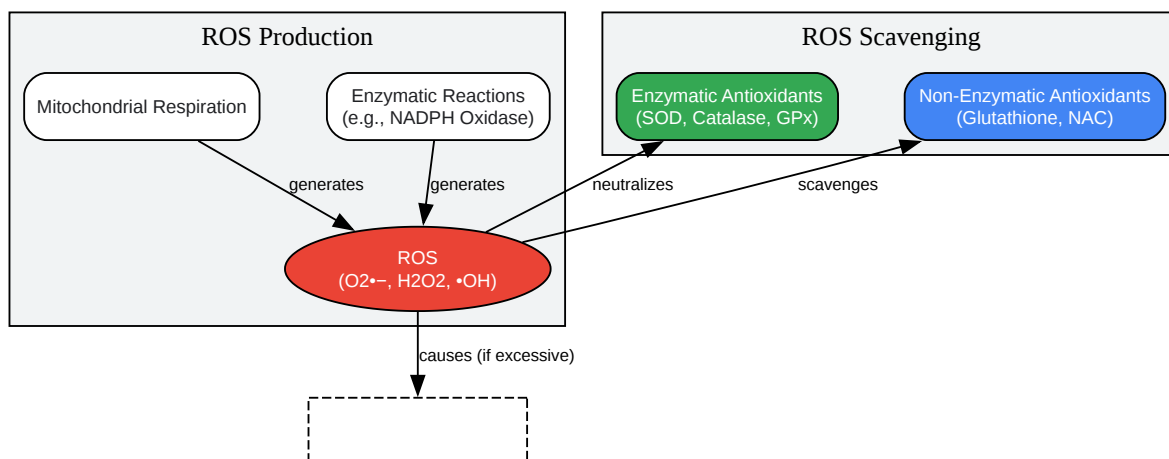 ROS Production
ROS Scavenging
Mitochondrial Respiration
Enzymatic Reactions
(e.g., NADPH Oxidase)
Enzymatic Antioxidants
(SOD, Catalase, GPx)
Non-Enzymatic Antioxidants
(Glutathione, NAC)
generates
generates
neutralizes
scavenges
ROS
(O2•−, H2O2, •OH)
causes (if excessive)